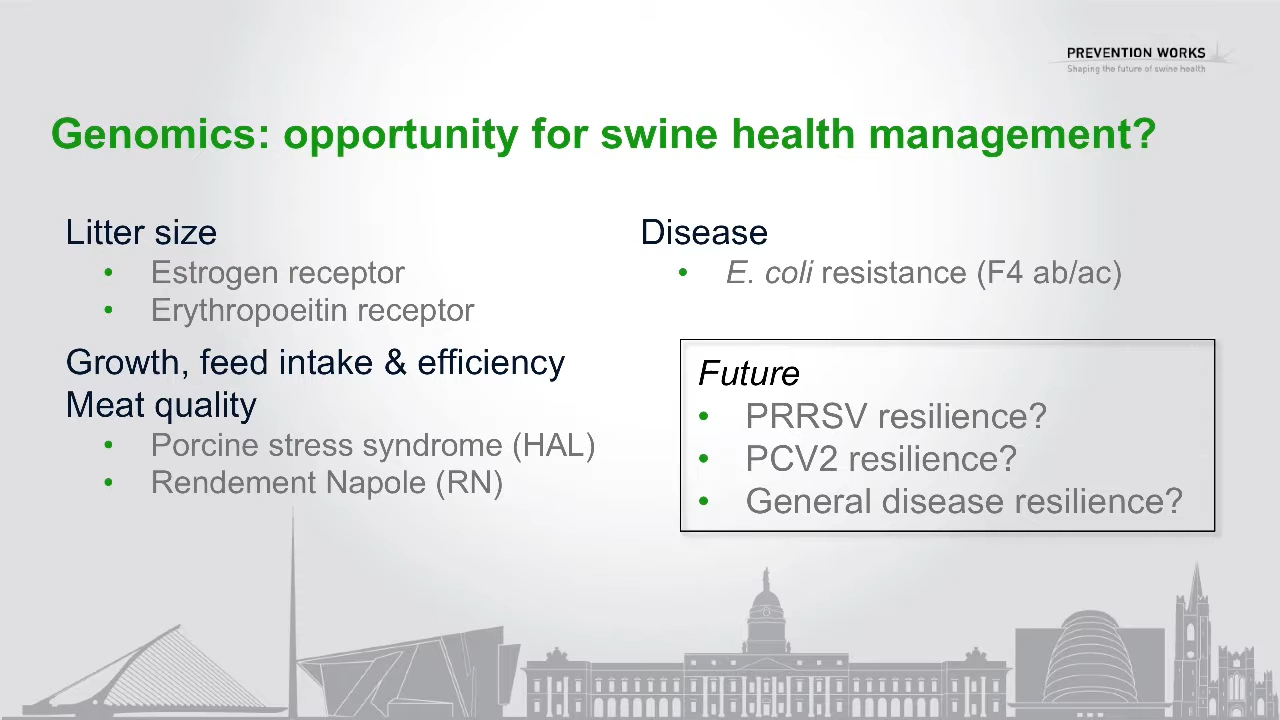 PREVENTION WORKS
Shaping the future of swine health
Genomics: opportunity for swine health management?
Litter size
• Estrogen receptor
• Erythropoeitin receptor
Growth, feed intake & efficiency
Meat quality
• Porcine stress syndrome (HAL)
• Rendement Napole (RN)
Disease
• E. coli resistance (F4 ab/ac)
Future
• PRRSV resilience?
• PCV2 resilience?
• General disease resilience?